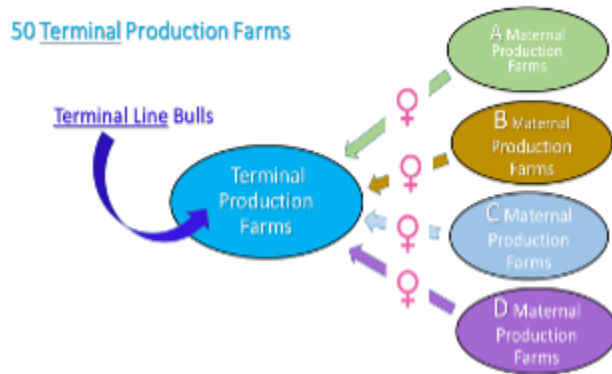 50 Terminal Production Farms
Terminal Line Bulls
Terminal
Production
Farms
A Maternal
Production
Farms
B Maternal
Production
Farms
C Maternal
Production
Farms
D Maternal
Production
Farms